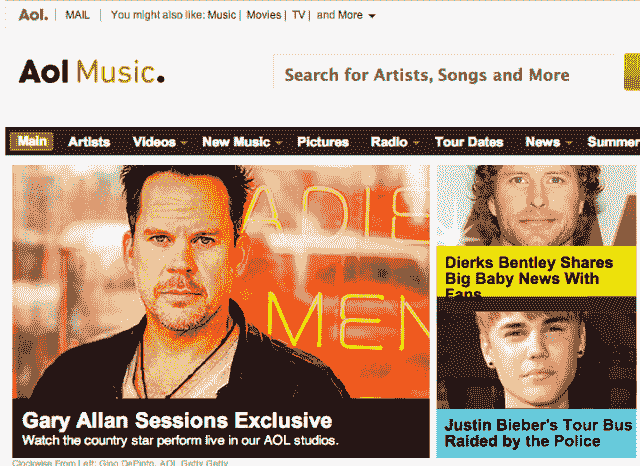 Aol. MAIL You might also like: Music | Movies | TV | and More
Aol Music.
Search for Artists, Songs and More
Main Artists Videos New Music Pictures Radio Tour Dates News Summer
ADIE
MEN
Dierks Bentley Shares
Big Baby News With
Fans
Gary Allan Sessions Exclusive
Watch the country star perform live in our AOL studios.
Justin Bieber's Tour Bus
Raided by the Police
Clockwise From Left: Gino DePinto, AOL Getty Getty